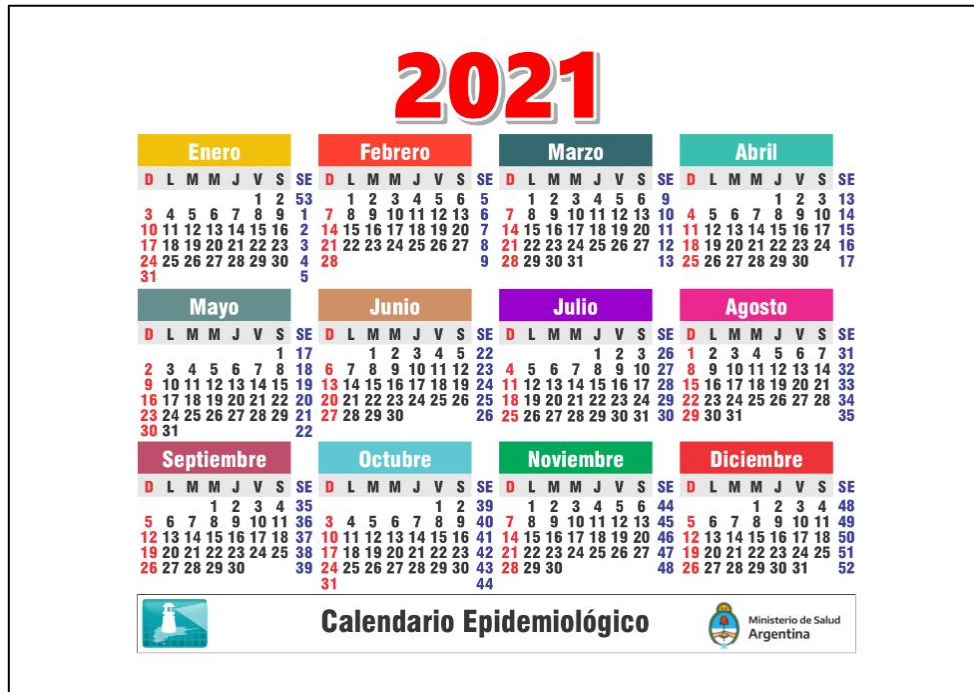 2021
Enero
D L M M J V S SE
1 2 53
3 4 5 6 7 8 9 1
10 11 12 13 14 15 16 2
17 18 19 20 21 22 23 3
24 25 26 27 28 29 30 4
31 5
Febrero
D L M M J V S SE
1 2 3 4 5 6 5
7 8 9 10 11 12 13 6
14 15 16 17 18 19 20 7
21 22 23 24 25 26 27 8
28 9
Marzo
D L M M J V S SE
1 2 3 4 5 6 9
7 8 9 10 11 12 13 10
14 15 16 17 18 19 20 11
21 22 23 24 25 26 27 12
28 29 30 31 13
Abril
D L M M J V S SE
1 2 3 13
4 5 6 7 8 9 10 14
11 12 13 14 15 16 17 15
18 19 20 21 22 23 24 16
25 26 27 28 29 30 17
Mayo
D L M M J V S SE
1 17
2 3 4 5 6 7 8 18
9 10 11 12 13 14 15 19
16 17 18 19 20 21 22 20
23 24 25 26 27 28 29 21
30 31 22
Junio
D L M M J V S SE
1 2 3 4 5 22
6 7 8 9 10 11 12 23
13 14 15 16 17 18 19 24
20 21 22 23 24 25 26 25
27 28 29 30 26
Julio
D L M M J V S SE
1 2 3 26
4 5 6 7 8 9 10 27
11 12 13 14 15 16 17 28
18 19 20 21 22 23 24 29
25 26 27 28 29 30 31 30
Agosto
D L M M J V S SE
1 2 3 4 5 6 7 31
8 9 10 11 12 13 14 32
15 16 17 18 19 20 21 33
22 23 24 25 26 27 28 34
29 30 31 35
Septiembre
D L M M J V S SE
1 2 3 4 35
5 6 7 8 9 10 11 36
12 13 14 15 16 17 18 37
19 20 21 22 23 24 25 38
26 27 28 29 30 39
Octubre
D L M M J V S SE
1 2 39
3 4 5 6 7 8 9 40
10 11 12 13 14 15 16 41
17 18 19 20 21 22 23 42
24 25 26 27 28 29 30 43
31 44
Noviembre
D L M M J V S SE
1 2 3 4 5 6 44
7 8 9 10 11 12 13 45
14 15 16 17 18 19 20 46
21 22 23 24 25 26 27 47
28 29 30 48
Diciembre
D L M M J V S SE
1 2 3 4 48
5 6 7 8 9 10 11 49
12 13 14 15 16 17 18 50
19 20 21 22 23 24 25 51
26 27 28 29 30 31 52
Calendario Epidemiológico
Ministerio de Salud
Argentina